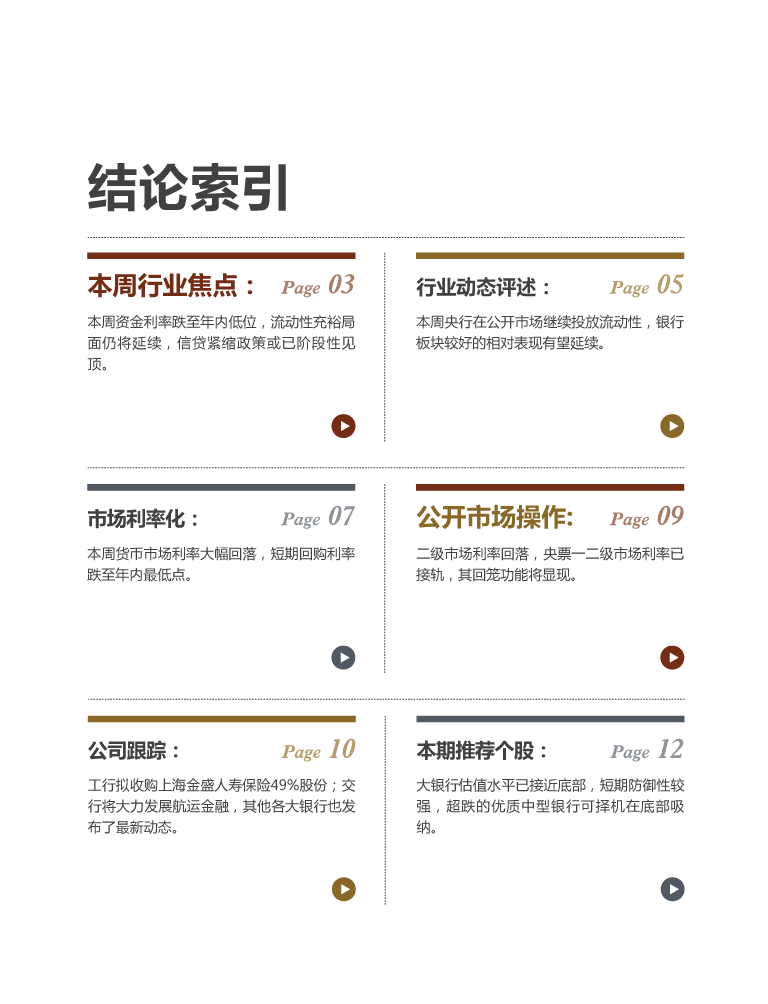 结论索引
本周行业焦点： Page 03
本周资金利率跌至年内低位，流动性充裕局
面仍将延续，信贷紧缩政策或已阶段性见
顶。
行业动态评述： Page 05
本周央行在公开市场继续投放流动性，银行
板块较好的相对表现有望延续。
市场利率化： Page 07
本周货币市场利率大幅回落，短期回购利率
跌至年内最低点。
公开市场操作: Page 09
二级市场利率回落，央票一二级市场利率已
接轨，其回笼功能将显现。
公司跟踪： Page 10
工行拟收购上海金盛人寿保险49%股份；交
行将大力发展航运金融，其他各大银行也发
布了最新动态。
本期推荐个股： Page 12
大银行估值水平已接近底部，短期防御性较
强，超跌的优质中型银行可择机在底部吸
纳。